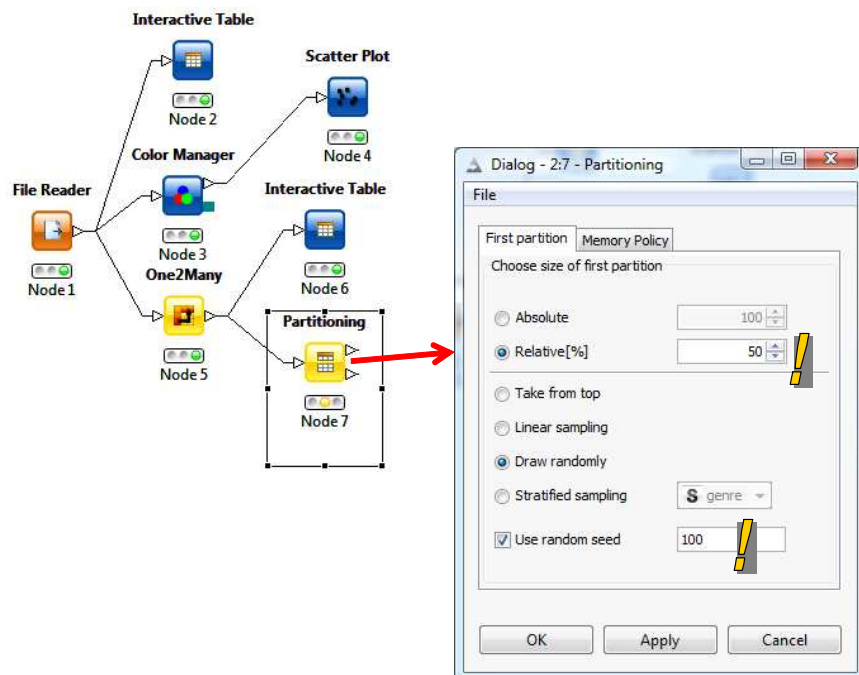 Interactive Table
Node 2
Scatter Plot
Node 4
Color Manager
Node 3
File Reader
Node 1
Interactive Table
Node 6
One2Many
Node 5
Partitioning
Node 7
Dialog - 2:7 - Partitioning
File
First partition Memory Policy
Choose size of first partition
Absolute 100
Relative[%] 50
Take from top
Linear sampling
Draw randomly
Stratified sampling S genre
Use random seed 100
OK Apply Cancel